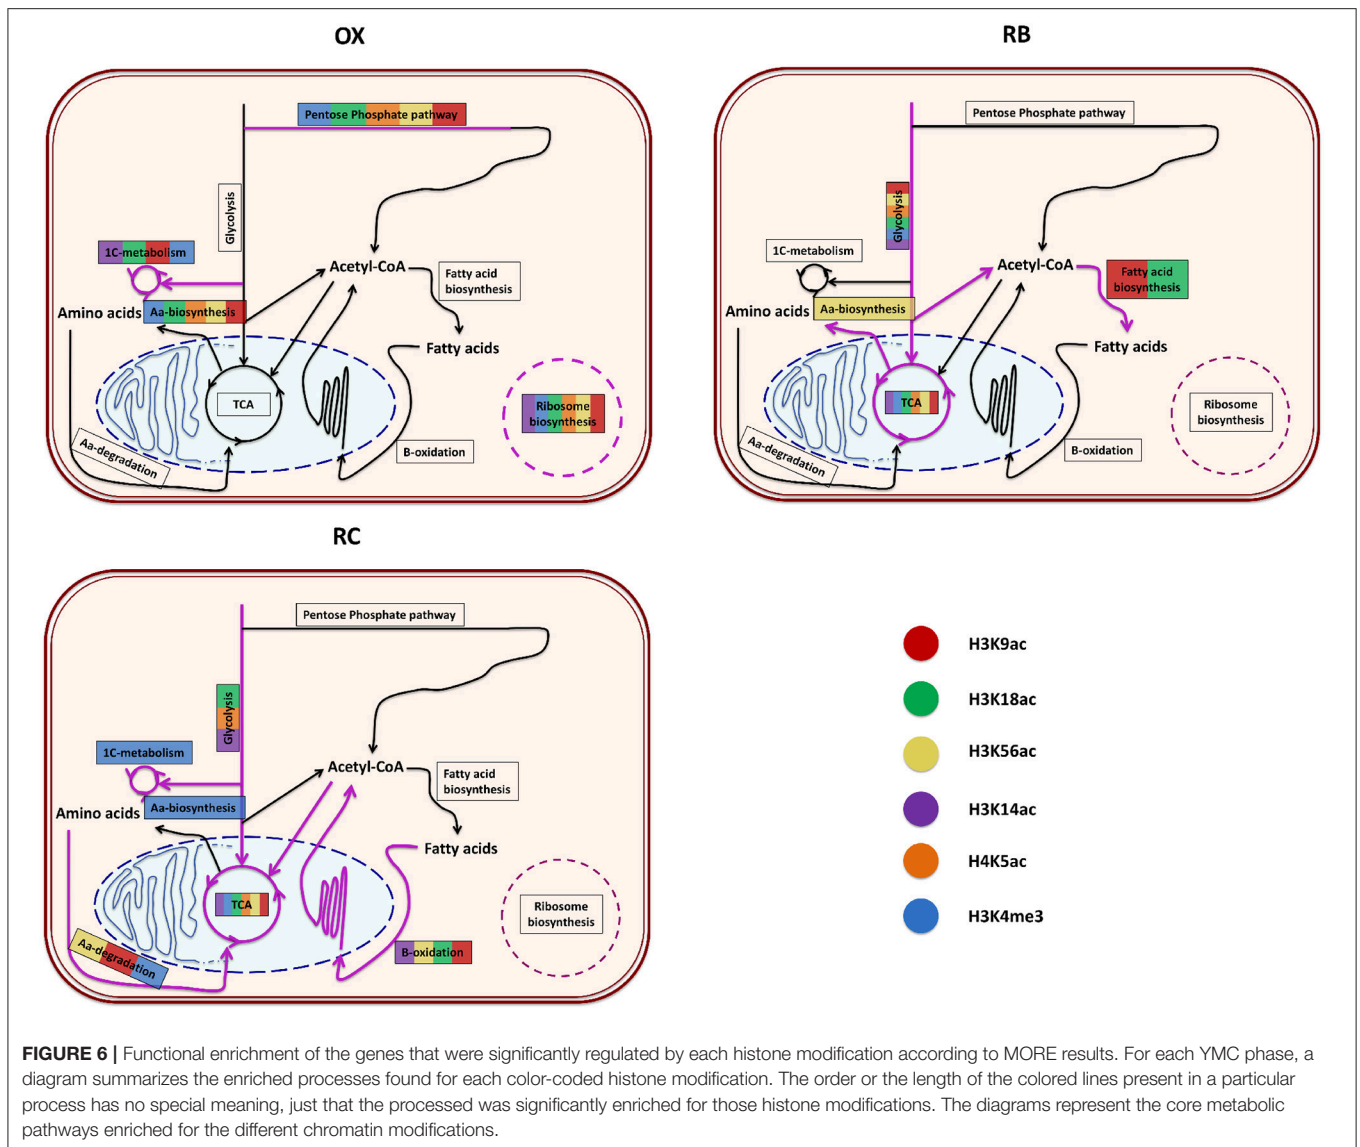 OX
Pentose Phosphate pathway
Glycolysis
1C-metabolism
Acetyl-CoA
Fatty acid
biosynthesis
Amino acids
Aa-biosynthesis
Fatty acids
TCA
Ribosome
biosynthesis
Aa-degradation
B-oxidation
RB
Pentose Phosphate pathway
Glycolysis
1C-metabolism
Acetyl-CoA
Fatty acid
biosynthesis
Amino acids
Aa-biosynthesis
Fatty acids
TCA
Ribosome
biosynthesis
Aa-degradation
B-oxidation
RC
Pentose Phosphate pathway
Glycolysis
1C-metabolism
Acetyl-CoA
Fatty acid
biosynthesis
Amino acids
Aa-biosynthesis
Fatty acids
TCA
Ribosome
biosynthesis
Aa-degradation
B-oxidation
H3K9ac
H3K18ac
H3K56ac
H3K14ac
H4K5ac
H3K4me3
FIGURE 6 | Functional enrichment of the genes that were significantly regulated by each histone modification according to MORE results. For each YMC phase, a
diagram summarizes the enriched processes found for each color-coded histone modification. The order or the length of the colored lines present in a particular
process has no special meaning, just that the processed was significantly enriched for those histone modifications. The diagrams represent the core metabolic
pathways enriched for the different chromatin modifications.